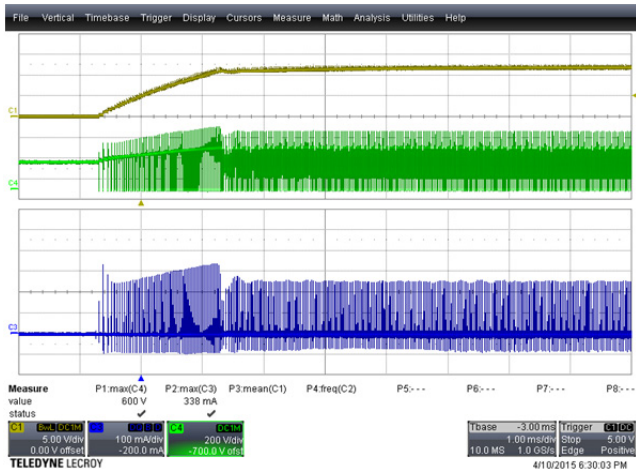 File Vertical Timebase Trigger Display Cursors Measure Math Analysis Utilities Help
C1
C4
C3
Measure P1:max(C4) P2:max(C3) P3:mean(C1) P4:freq(C2) P5:--- P6:--- P7:--- P8:---
value 600 V 338 mA
status
C1 BwL DC1M
5.00 V/div
0.00 V offset
100 mA/div
-200.0 mA
C4 DC1M
200 V/div
-700.0 V ofst
Tbase -3.00 ms
1.00 ms/div
10.0 MS 1.0 GS/s
Trigger C1 DC
Stop 5.00 V
Edge Positive
TELEDYNE LECROY
4/10/2015 6:30:03 PM